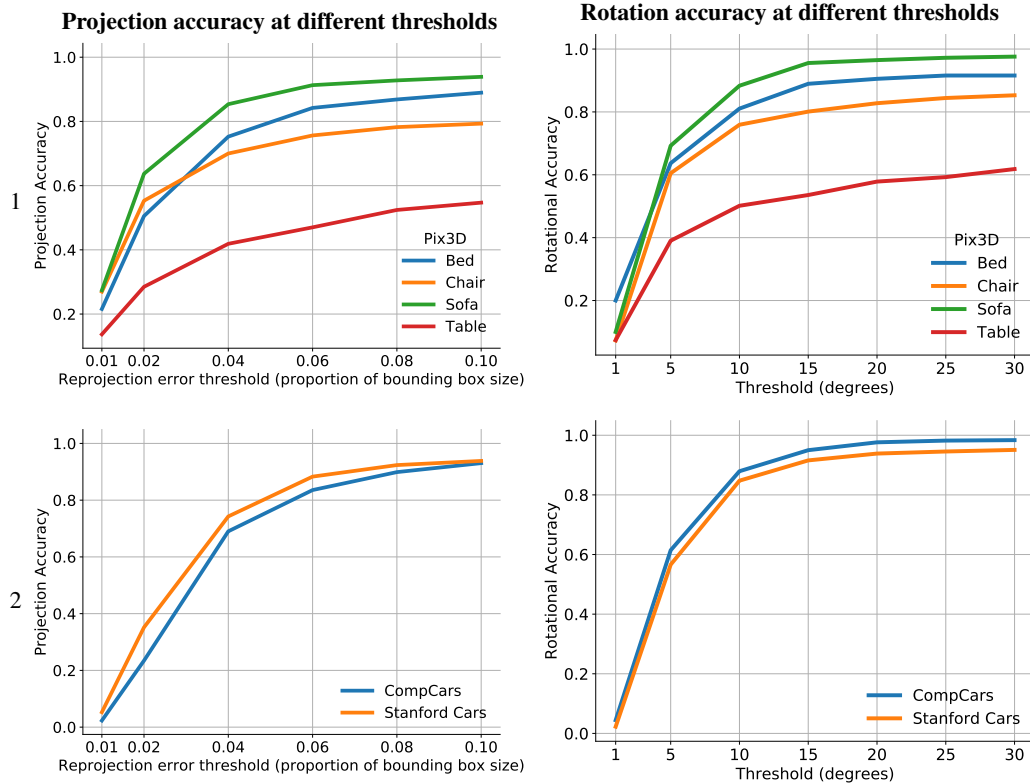 Projection accuracy at different thresholds
Rotation accuracy at different thresholds
1
Projection Accuracy
1.0
0.8
0.6
0.4
0.2
Pix3D
Bed
Chair
Sofa
Table
0.01 0.02 0.04 0.06 0.08 0.10
Reprojection error threshold (proportion of bounding box size)
Rotational Accuracy
1.0
0.8
0.6
0.4
0.2
Pix3D
Bed
Chair
Sofa
Table
1 5 10 15 20 25 30
Threshold (degrees)
2
Projection Accuracy
1.0
0.8
0.6
0.4
0.2
0.0
CompCars
Stanford Cars
0.01 0.02 0.04 0.06 0.08 0.10
Reprojection error threshold (proportion of bounding box size)
Rotational Accuracy
1.0
0.8
0.6
0.4
0.2
0.0
CompCars
Stanford Cars
1 5 10 15 20 25 30
Threshold (degrees)